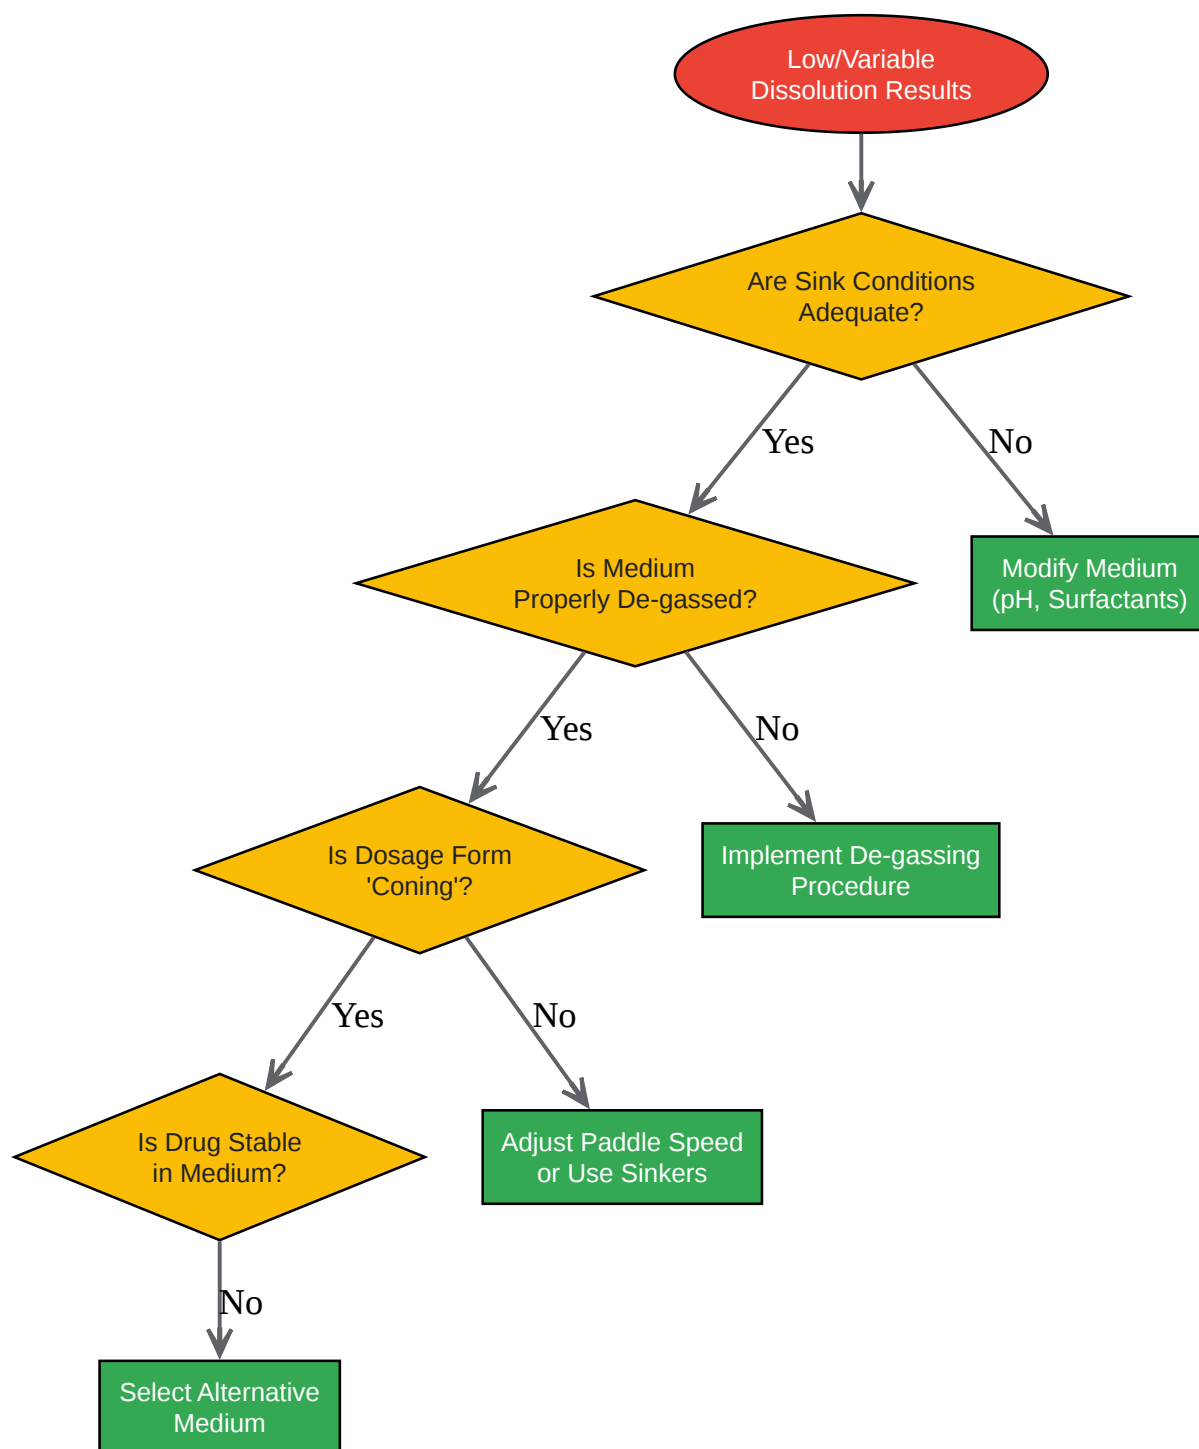 Low/Variable
Dissolution Results
Are Sink Conditions
Adequate?
Yes
No
Is Medium
Properly De-gassed?
Modify Medium
(pH, Surfactants)
Yes
No
Is Dosage Form
'Coning'?
Implement De-gassing
Procedure
Yes
No
Is Drug Stable
in Medium?
Adjust Paddle Speed
or Use Sinkers
No
Select Alternative
Medium